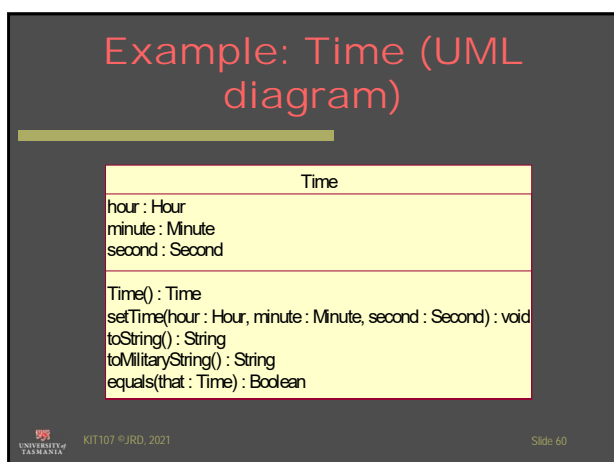 Example: Time (UML
diagram)
Time
hour : Hour
minute : Minute
second : Second
Time() : Time
setTime(hour : Hour, minute : Minute, second : Second) : void
toString() : String
toMilitaryString() : String
equals(that : Time) : Boolean
UNIVERSITY of
TASMANIA
KIT107 ©JRD, 2021
Slide 60